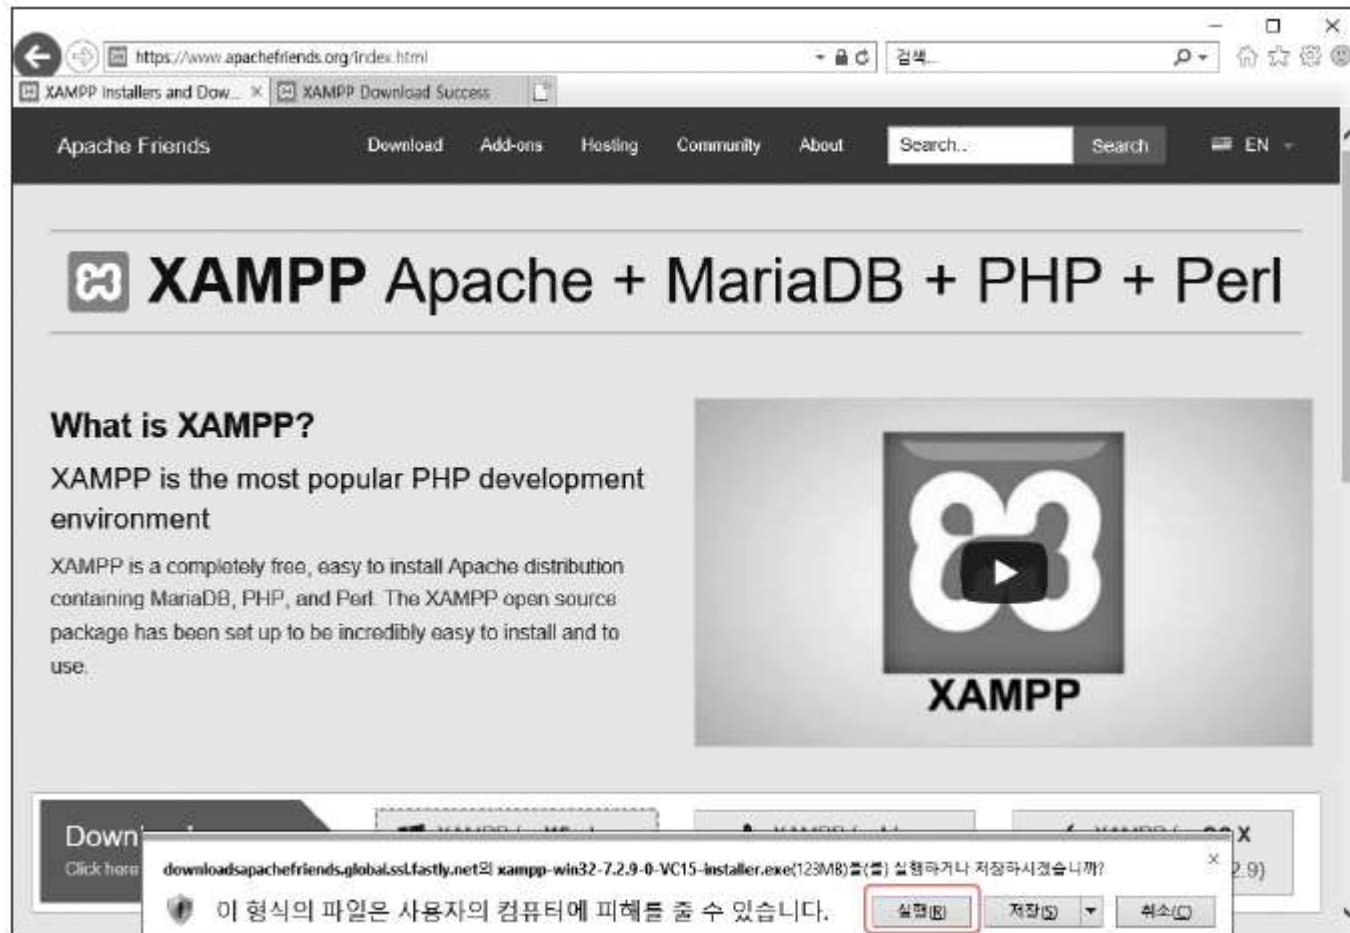 https://www.apachefriends.org/index.html
검색...
XAMPP Installers and Dow... XAMPP Download Success
Apache Friends Download Add-ons Hosting Community About Search... Search EN
XAMPP Apache + MariaDB + PHP + Perl
What is XAMPP?
XAMPP is the most popular PHP development
environment
XAMPP is a completely free, easy to install Apache distribution
containing MariaDB, PHP, and Perl. The XAMPP open source
package has been set up to be incredibly easy to install and to
use.
XAMPP
Click here
downloadsapachefriends.global.ssl.fastly.net의 xampp-win32-7.2.9-0-VC15-installer.exe(123MB)을(를) 실행하거나 저장하시겠습니까?
이 형식의 파일은 사용자의 컴퓨터에 피해를 줄 수 있습니다. 실행(R) 저장(S) 취소(C)